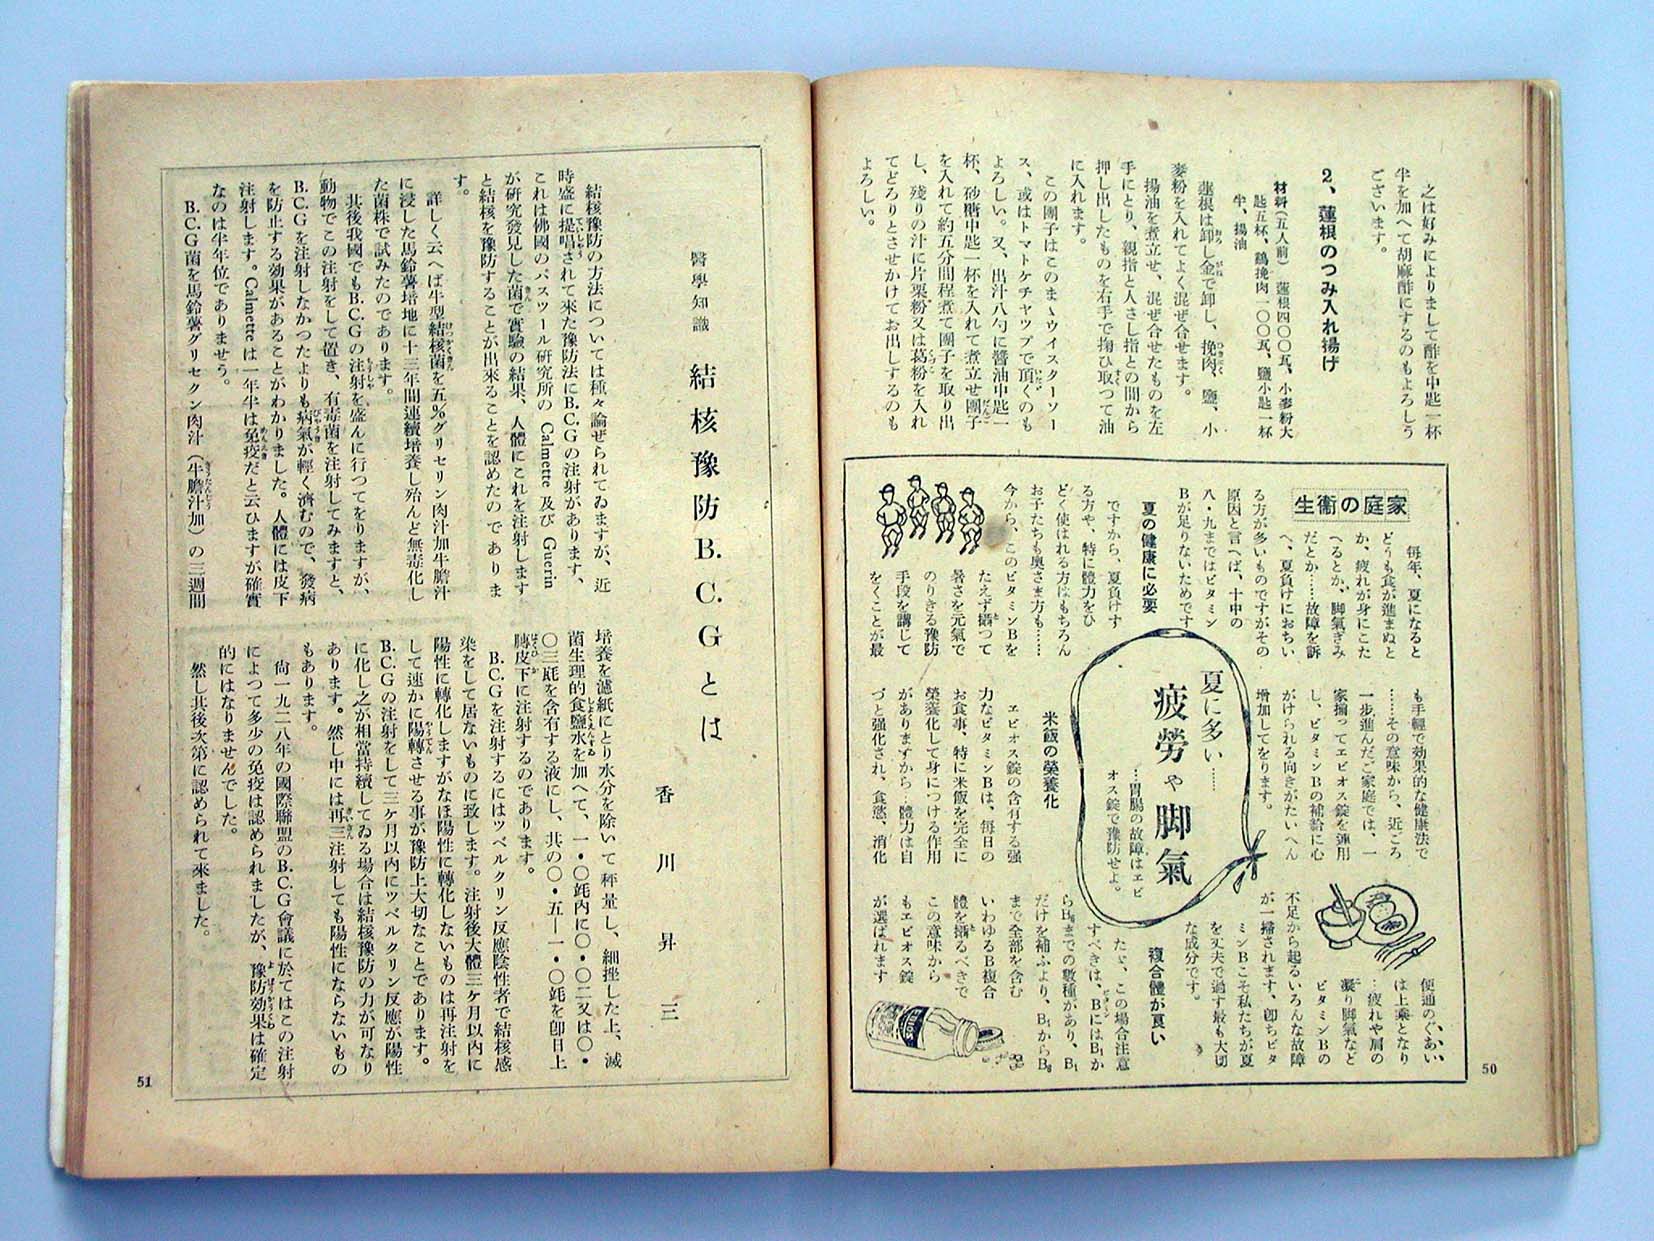 之は好みによりまして酢を中匙一杯
半を加へて胡麻酢にするのもよろしう
ございます。
2、蓮根のつみ入れ揚げ
材料(五人前) 蓮根四〇〇瓦、小麥粉大
匙五杯、鷄挽肉一〇〇瓦、鹽小匙一杯
半、揚油
蓮根は卸し金で卸し、挽肉、鹽、小
麥粉を入れてよく混ぜ合せます。
揚油を煮立せ、混ぜ合せたものを左
手にとり、親指と人さし指との間から
押し出したものを右手で掬ひ取つて油
に入れます。
この團子はこのまゝウイスターソー
ス、或はトマトケチヤツプで頂くのも
よろしい。又、出汁八勺に醬油中匙一
杯、砂糖中匙一杯を入れて煮立せ團子
を入れて約五分間程煮て團子を取り出
し、殘りの汁に片栗粉又は葛粉を入れ
てどろりとさせかけてお出しするのも
よろしい。
家庭の衞生
夏に多い……
疲勞や脚氣
…胃腸の故障はエビ
オス錠で豫防せよ。
每年、夏になると
どうも食が進まぬと
か、疲れが身にこた
へるとか、脚氣ぎみ
だとか……故障を訴
へ、夏負けにおちい
る方が多いものですがその
原因と言へば、十中の
八・九まではビタミン
Bが足りないためです
夏の健康に必要
ですから、夏負けす
る方や、特に體力をひ
どく使はれる方はもちろん
お子たちも奥さま方も……
今から、このビタミンBを
たえず攝つて
暑さを元氣で
のりきる豫防
手段を講じて
をくことが最
も手輕で効果的な健康法で
……その意味から、近ごろ
一步進んだご家庭では、一
家揃ってエビオス錠を連用
し、ビタミンBの補給に心
がけられる向きがたいへん
增加してをります。
米飯の榮養化
エビオス錠の含有する强
力なビタミンBは、每日の
お食事、特に米飯を完全に
榮養化して身につける作用
がありますから…體力は自
づと强化され、食慾、消化
便通のぐあい
は上乘となり
…疲れや肩の
凝り脚氣など
ビタミンBの
不足から起るいろんな故障
が一掃されます、卽ちビタ
ミンBこそ私たちが夏
を丈夫で過す最も大切
な成分です。
複合體が良い
たゞ、この場合注意
すべきは、BにはB₁か
らB₆までの數種があり、B₁
だけを補ふより、B₁からB₆
まで全部を含む
いわゆるB複合
體を攝るべきで
この意味から
もエビオス錠
が選ばれます
50
醫學知識
結核豫防B.C.Gとは
香川昇三
結核豫防の方法については種々論ぜられてゐますが、近
時盛に提唱されて來た豫防法にB.C.Gの注射があります、
これは佛國のパスツール硏究所の Calmette 及び Guerin
が硏究發見した菌で實驗の結果、人體にこれを注射します
と結核を豫防することが出來ることを認めたのでありま
す。
詳しく云へば牛型結核菌を五%グリセリン肉汁加牛膽汁
に浸した馬鈴薯培地に十三年間連續培養し殆んど無毒化し
た菌株で試みたのであります。
其後我國でもB.C.Gの注射を盛んに行つてをりますが、
動物でこの注射をして置き、有毒菌を注射してみますと、
B.C.Gを注射しなかつたよりも病氣が輕く濟むので、發病
を防止する効果があることがわかりました。人體には皮下
注射します。Calmette は一年半は免疫だと云ひますが確實
なのは半年位でありませう。
B.C.G菌を馬鈴薯グリセクン肉汁(牛膽汁加)の三週間
培養を濾紙にとり水分を除いて秤量し、細挫した上、滅
菌生理的食鹽水を加へて、一・〇竓內に〇・〇二又は〇・
〇三瓱を含有する液にし、其の〇・五―一・〇竓を卽日上
膊皮下に注射するのであります。
B.C.Gを注射するにはツベルクリン反應陰性者で結核感
染をして居ないものに致します。注射後大體三ケ月以內に
陽性に轉化しますがなほ陽性に轉化しないものは再注射を
して速かに陽轉させる事が豫防上大切なことであります。
B.C.Gの注射をして三ケ月以內にツベルクリン反應が陽性
に化し之が相當持續してゐる場合は結核豫防の力が可なり
あります。然し中には再三注射しても陽性にならないもの
もあります。
尙一九二八年の國際聯盟のB.C.G會議に於てはこの注射
によつて多少の免疫は認められましたが、豫防効果は確定
的にはなりませんでした。
然し其後次第に認められて來ました。
51